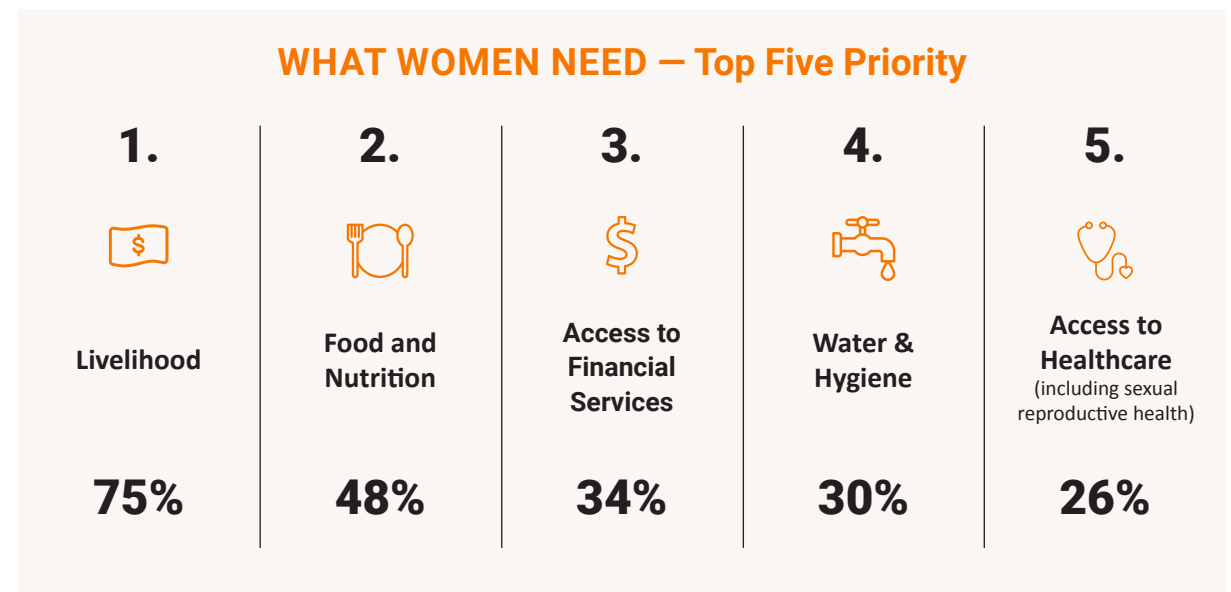 WHAT WOMEN NEED — Top Five Priority
1.
$
Livelihood
75%
2.
Food and
Nutrition
48%
3.
$
Access to
Financial
Services
34%
4.
Water &
Hygiene
30%
5.
Access to
Healthcare
(including sexual
reproductive health)
26%